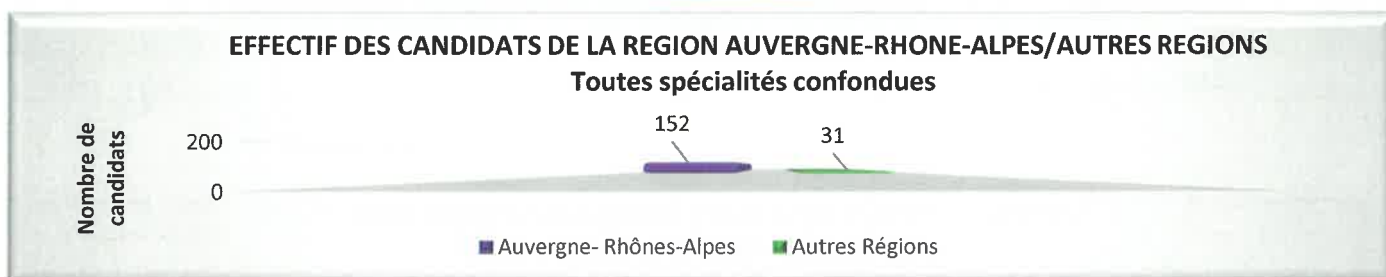 EFFECTIF DES CANDIDATS DE LA REGION AUVERGNE-RHONE-ALPES/AUTRES REGIONS
Toutes spécialités confondues
Nombre de
candidats
200
0
152
31
Auvergne- Rhônes-Alpes
Autres Régions